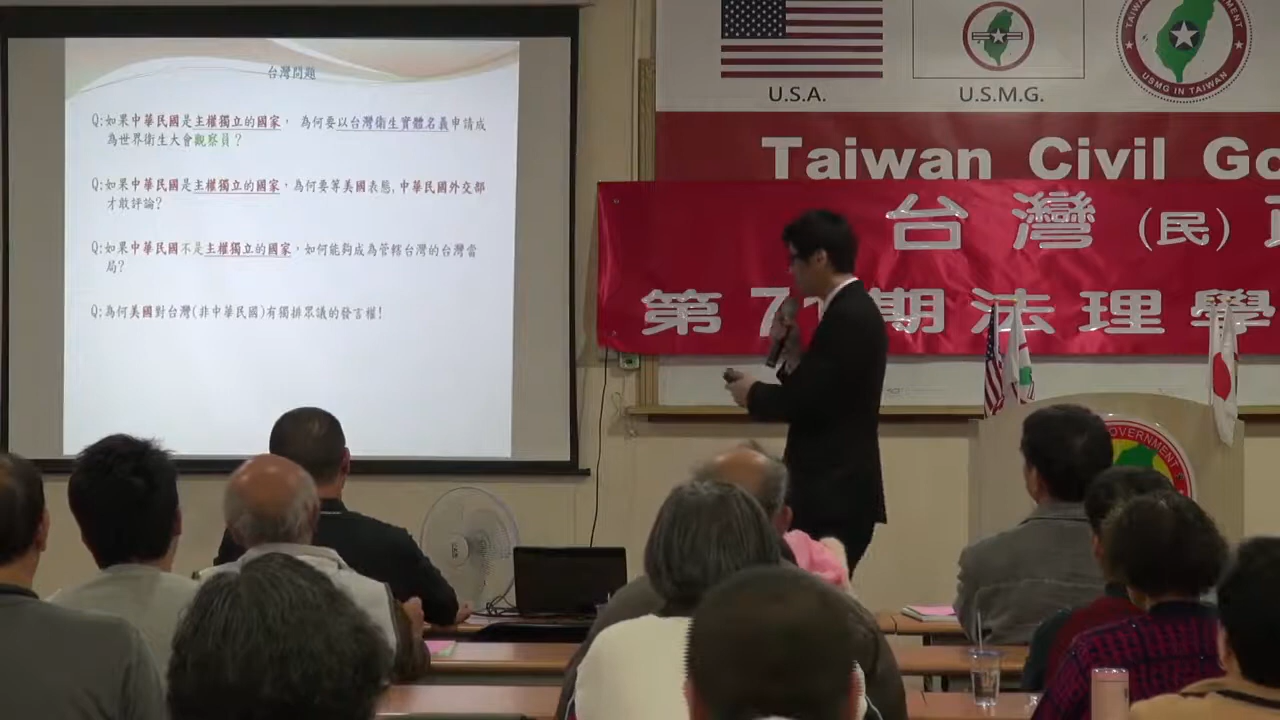 台灣問題
Q:如果中華民國是主權獨立的國家, 為何要以台灣衛生實體名義申請成
為世界衛生大會觀察員?
Q:如果中華民國是主權獨立的國家,為何要等美國表態,中華民國外交部
才敢評論?
Q:如果中華民國不是主權獨立的國家,如何能夠成為管轄台灣的台灣當
局?
Q:為何美國對台灣(非中華民國)有獨排眾議的發言權!
U.S.A.
U.S.M.G.
TAIWAN
USMG IN TAIWAN
Taiwan Civil Go
台灣(民)
第7 期法理學
GOVERNMENT